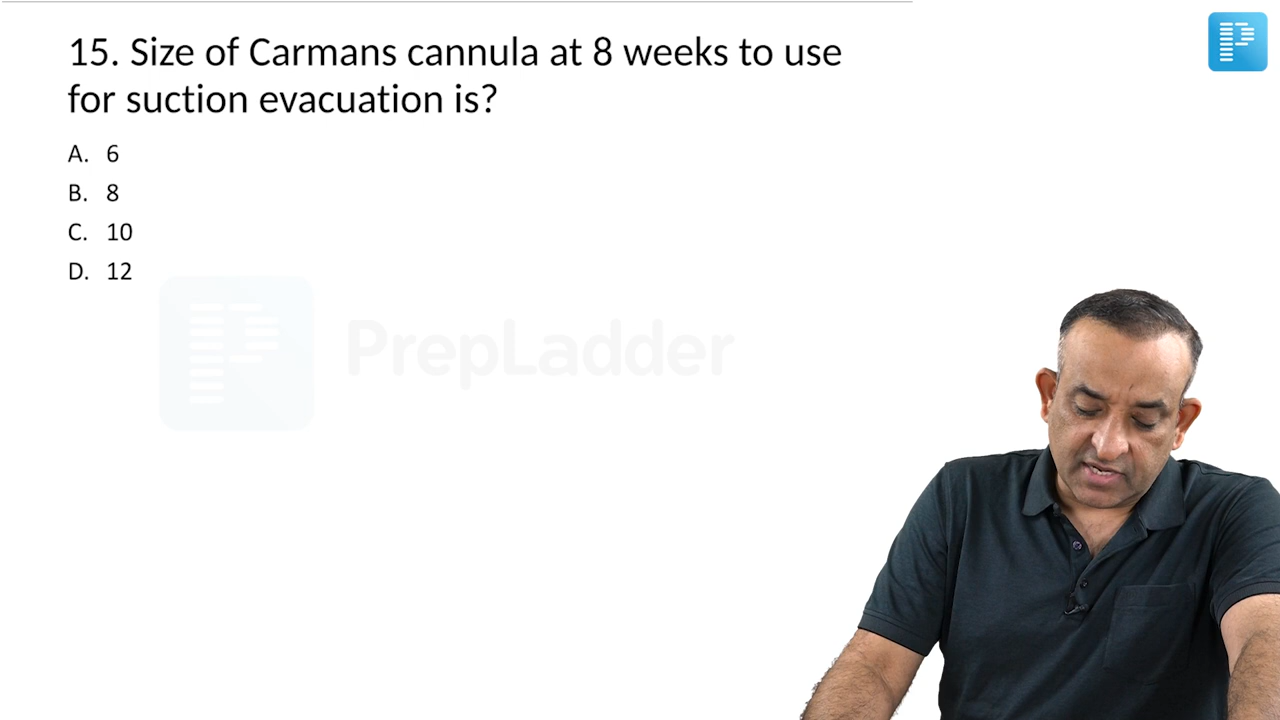 15. Size of Carmans cannula at 8 weeks to use
for suction evacuation is?
A. 6
B. 8
C. 10
D. 12
PrepLadder